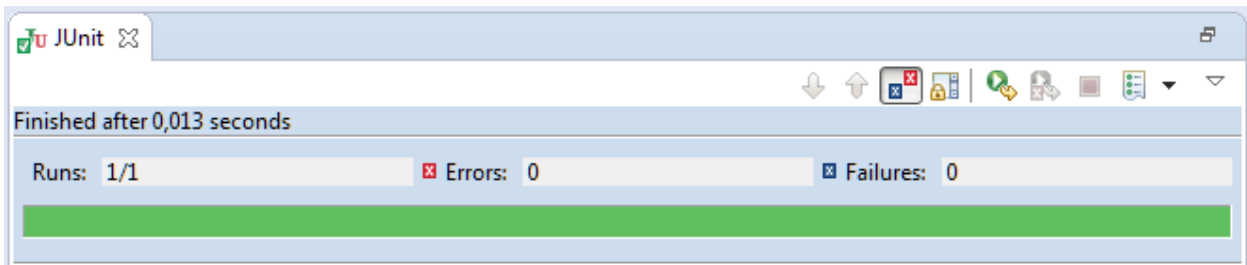 JUnit
Finished after 0,013 seconds
Runs: 1/1 Errors: 0 Failures: 0